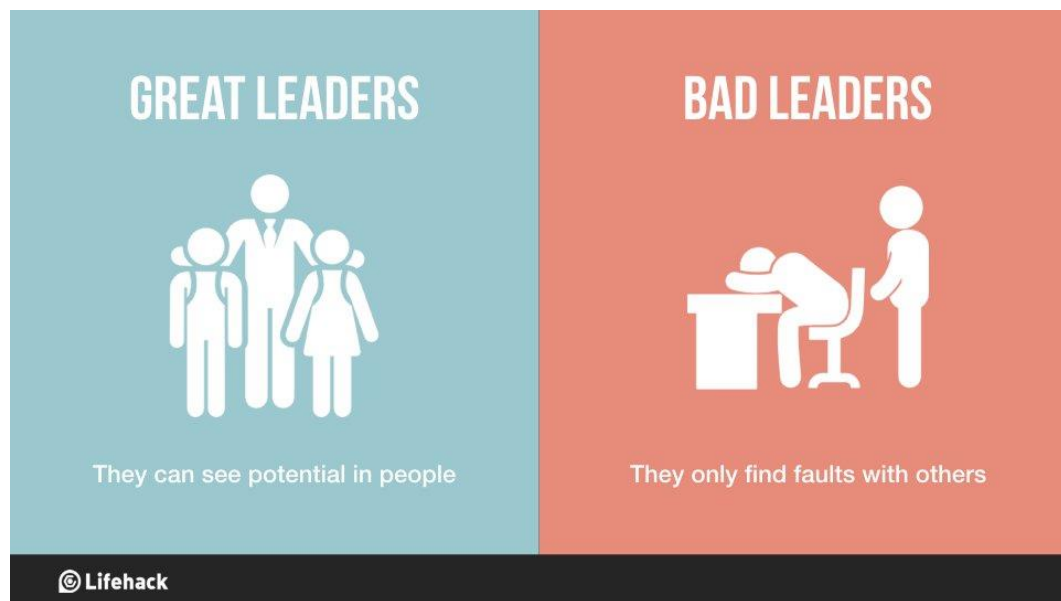 GREAT LEADERS
They can see potential in people
BAD LEADERS
They only find faults with others
Lifehack